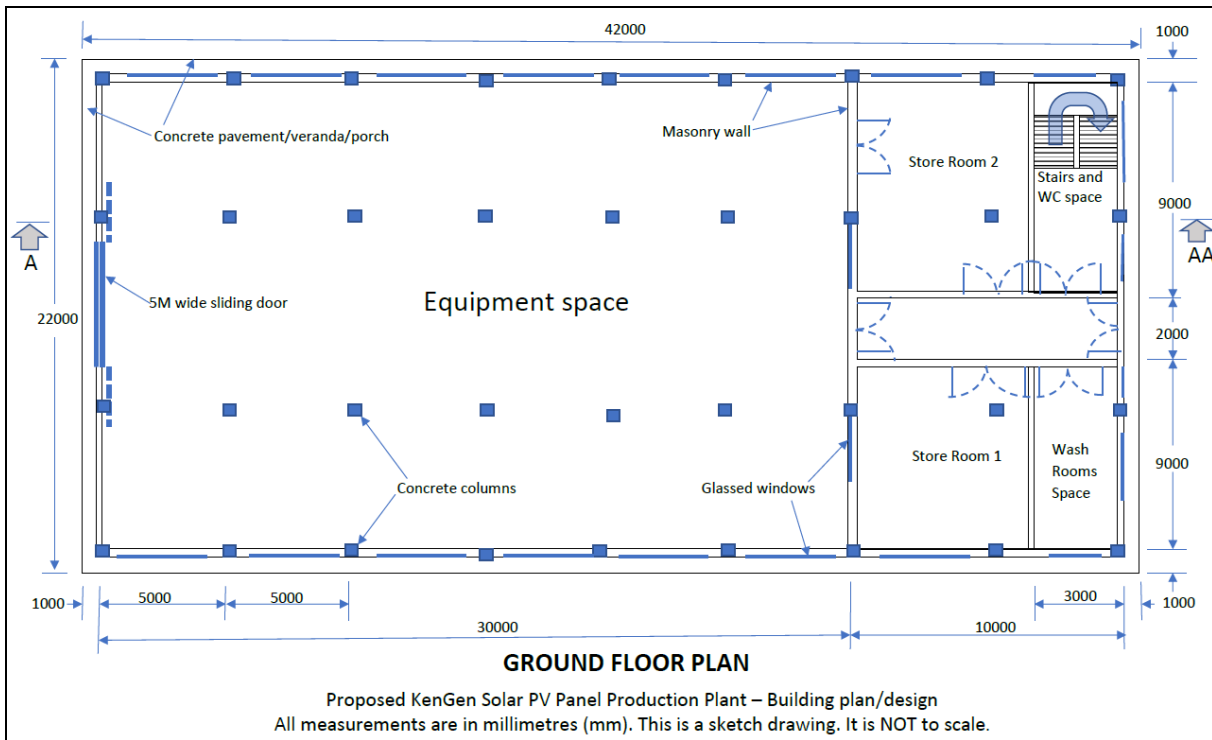 42000
1000
Concrete pavement/veranda/porch
Masonry wall
Store Room 2
Stairs and
WC space
9000
A
AA
5M wide sliding door
Equipment space
22000
2000
Concrete columns
Glassed windows
Store Room 1
Wash
Rooms
Space
9000
1000
5000
5000
3000
1000
30000
10000
GROUND FLOOR PLAN
Proposed KenGen Solar PV Panel Production Plant – Building plan/design
All measurements are in millimetres (mm). This is a sketch drawing. It is NOT to scale.